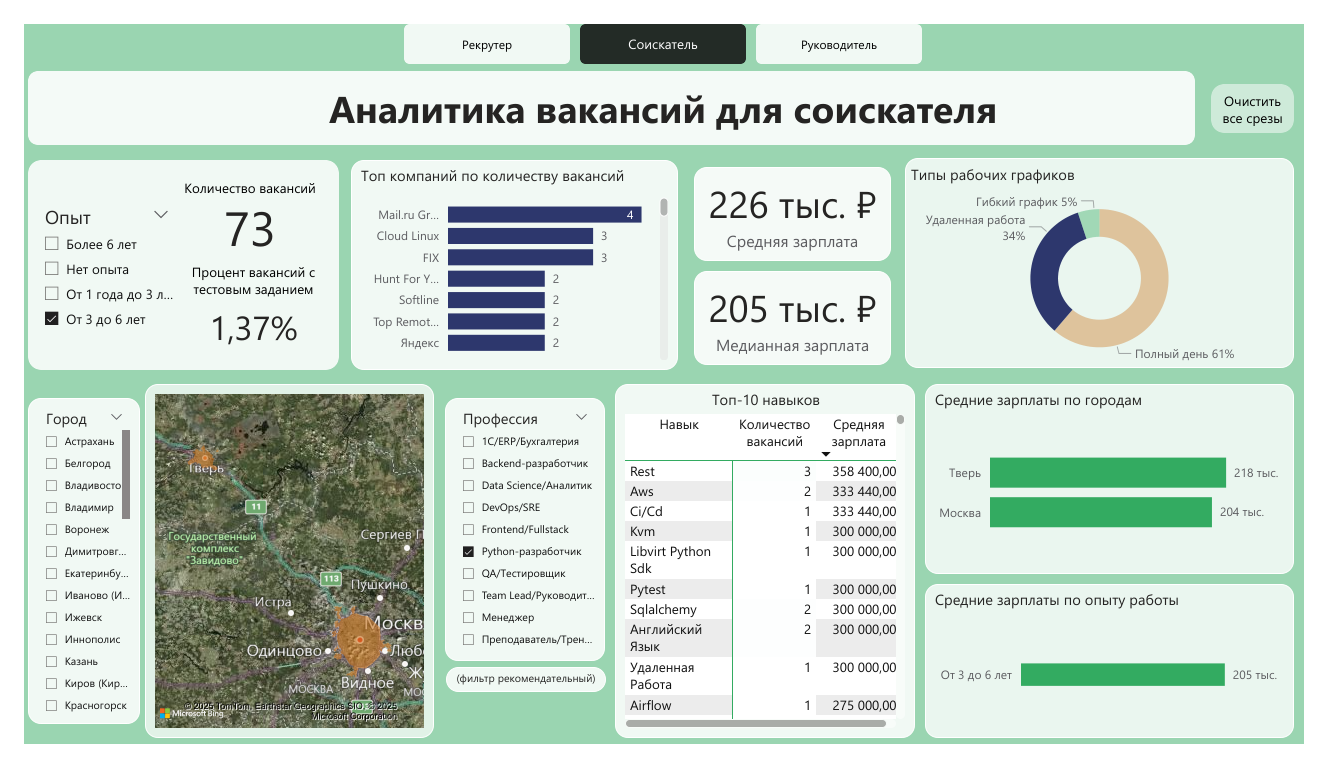 Рекрутер
Соискатель
Руководитель
Аналитика вакансий для соискателя
Очистить
все срезы
Опыт
Более 6 лет
Нет опыта
От 1 года до 3 л...
От 3 до 6 лет
Количество вакансий
73
Процент вакансий с
тестовым заданием
1,37%
Топ компаний по количеству вакансий
Mail.ru Gr... 4
Cloud Linux 3
FIX 3
Hunt For Y... 2
Softline 2
Top Remot... 2
Яндекс 2
226 тыс. ₽
Средняя зарплата
205 тыс. ₽
Медианная зарплата
Типы рабочих графиков
Гибкий график 5%
Удаленная работа
34%
Полный день 61%
Город
Астрахань
Белгород
Владивосто
Владимир
Воронеж
Димитровг...
Екатеринбу...
Иваново (И...
Ижевск
Иннополис
Казань
Киров (Кир...
Красногорск
Тверь
11
Государственный
комплекс
"Завидово"
Сергиев П
113
Пушкино
Истра
Москв
Одинцово
Любе
Видное
Ж
МОСКВА
МО
Microsoft Bing
© 2025 TomTom, Earthstar Geographics SIO, © 2025
Microsoft Corporation
Профессия
1C/ERP/Бухгалтерия
Backend-разработчик
Data Science/Аналитик
DevOps/SRE
Frontend/Fullstack
Python-разработчик
QA/Тестировщик
Team Lead/Руководит...
Менеджер
Преподаватель/Трен...
(фильтр рекомендательный)
Топ-10 навыков
Навык Количество Средняя
вакансий зарплата
Rest 3 358 400,00
Aws 2 333 440,00
Ci/Cd 1 333 440,00
Kvm 1 300 000,00
Libvirt Python 1 300 000,00
Sdk
Pytest 1 300 000,00
Sqlalchemy 2 300 000,00
Английский 2 300 000,00
Язык
Удаленная 1 300 000,00
Работа
Airflow 1 275 000,00
Средние зарплаты по городам
Тверь 218 тыс.
Москва 204 тыс.
Средние зарплаты по опыту работы
От 3 до 6 лет 205 тыс.